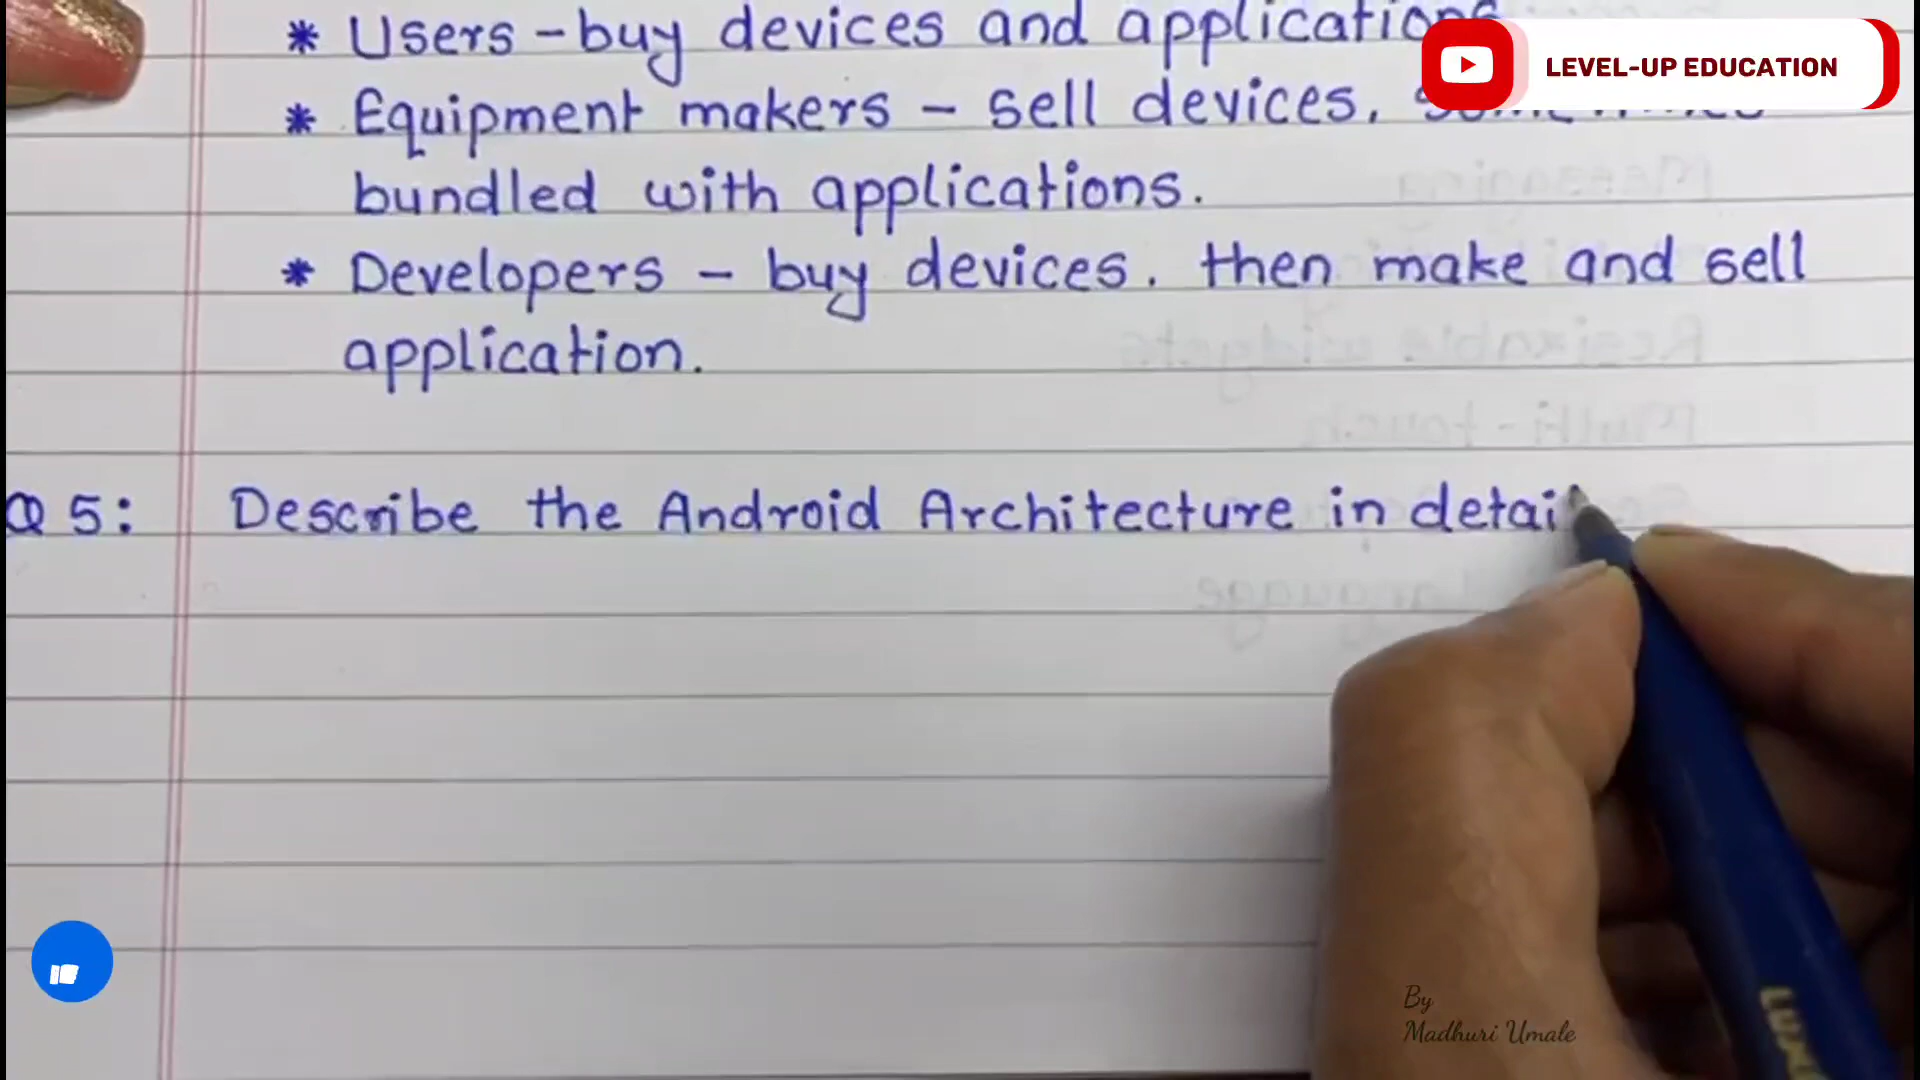 * Users - buy devices and applications
LEVEL-UP EDUCATION
* Equipment makers - sell devices,
bundled with applications.
* Developers - buy devices. then make and sell
application.
Q 5: Describe the Android Architecture in detai
By
Madhuri Umale